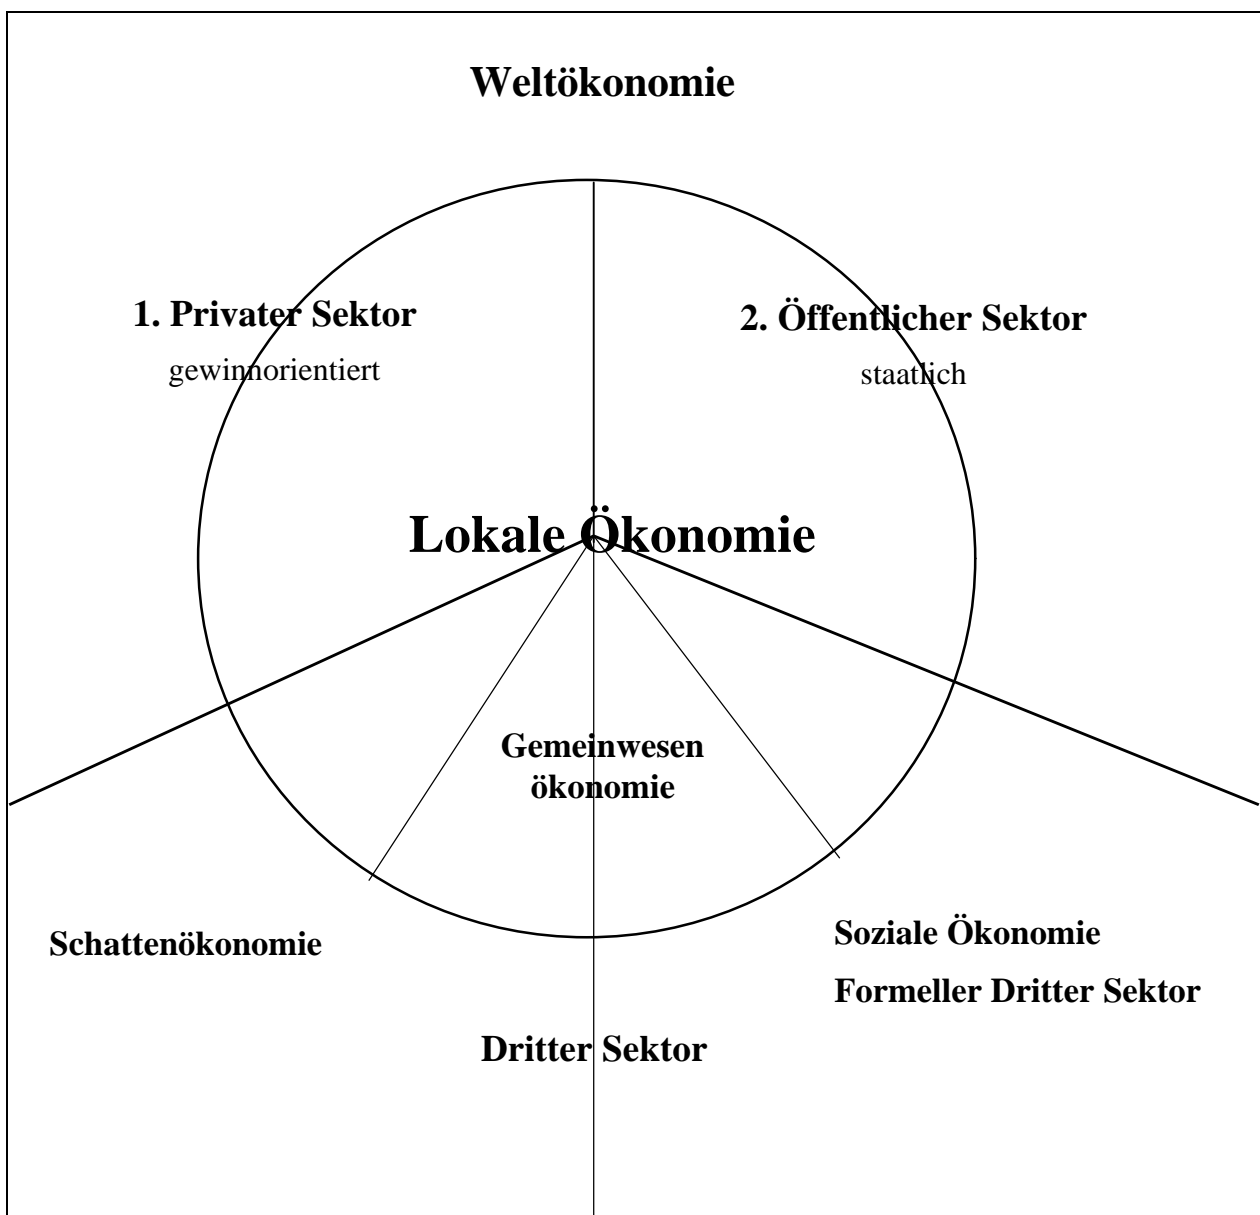 Weltökonomie
1. Privater Sektor
gewinnorientiert
2. Öffentlicher Sektor
staatlich
Lokale Ökonomie
Gemeinwesen
ökonomie
Schattenökonomie
Soziale Ökonomie
Formeller Dritter Sektor
Dritter Sektor